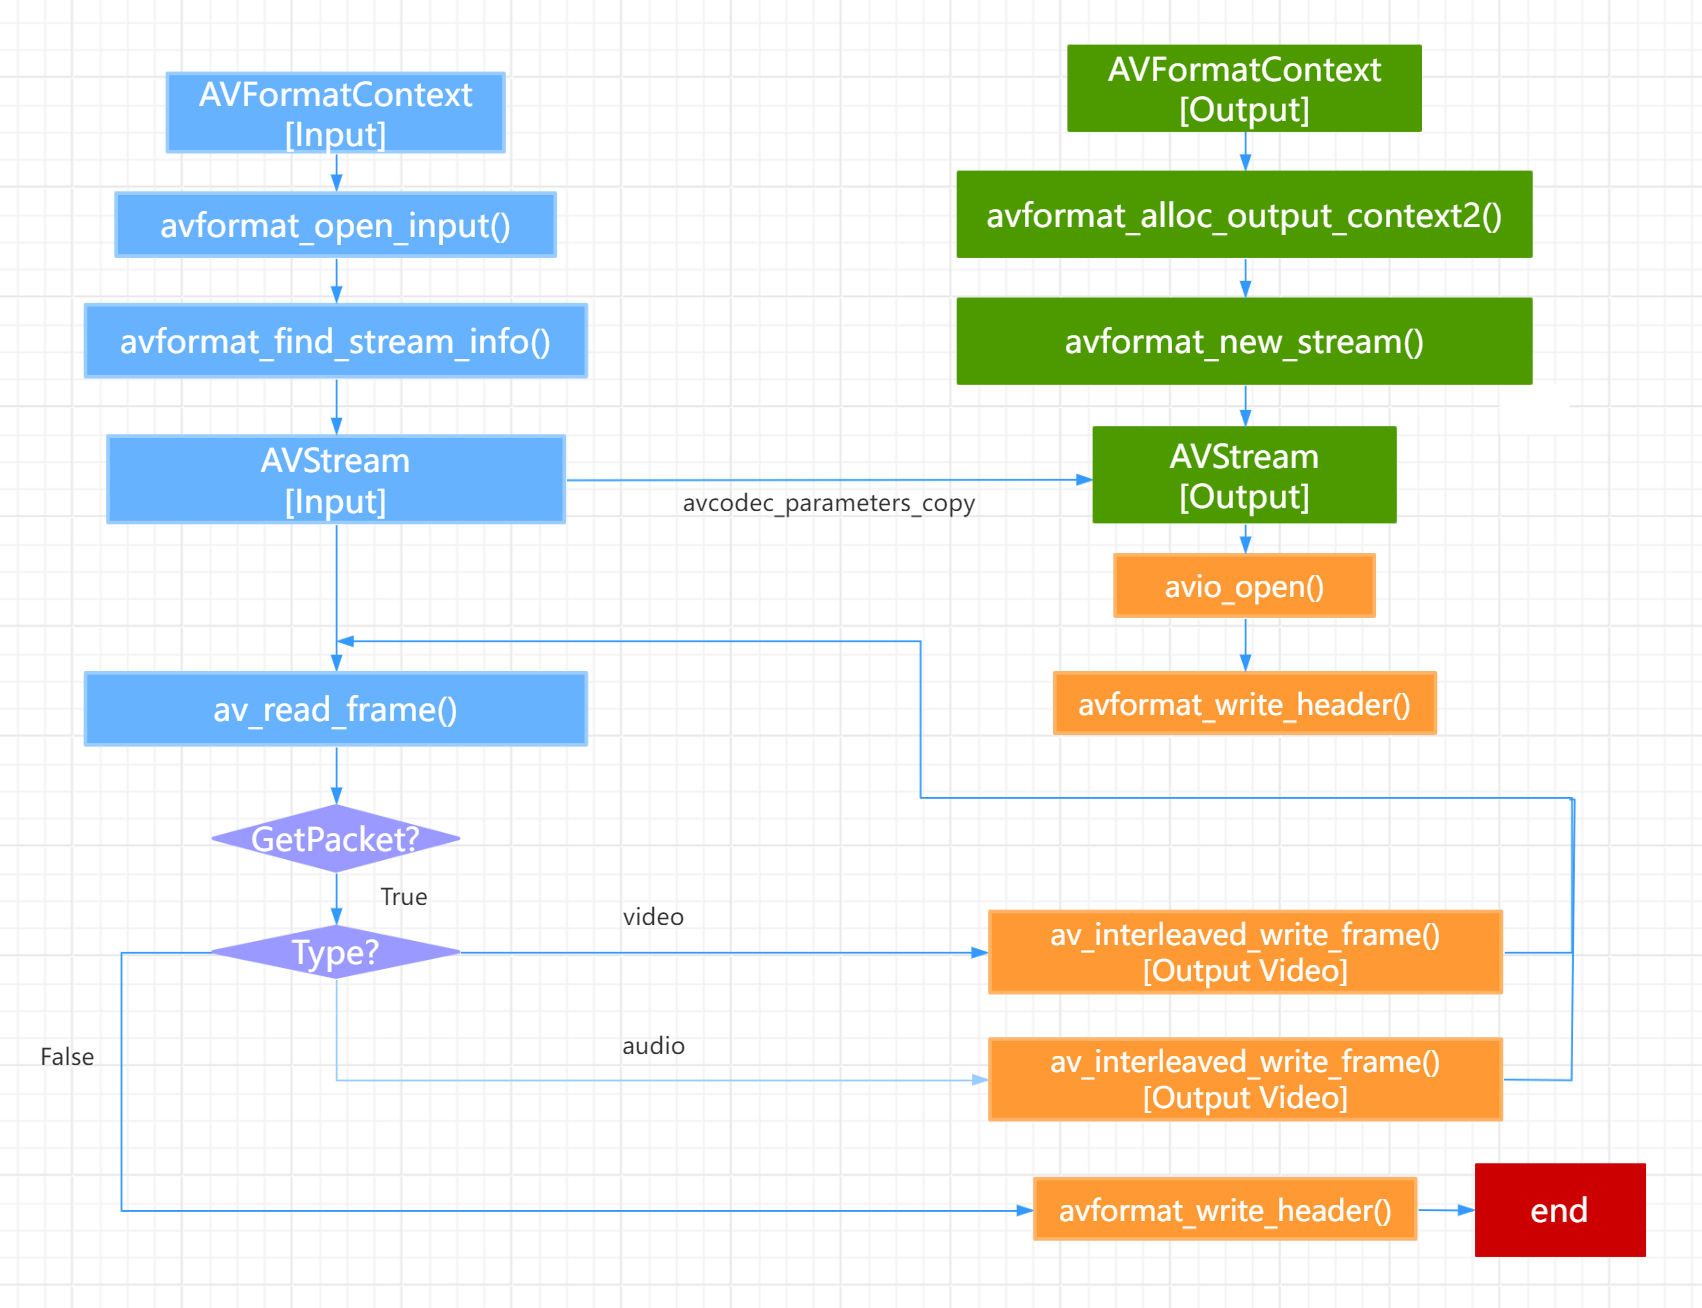 AVFormatContext
[Input]
avformat_open_input()
avformat_find_stream_info()
AVStream
[Input]
avcodec_parameters_copy
AVFormatContext
[Output]
avformat_alloc_output_context2()
avformat_new_stream()
AVStream
[Output]
avio_open()
avformat_write_header()
av_read_frame()
GetPacket?
True
Type?
video
av_interleaved_write_frame()
[Output Video]
audio
av_interleaved_write_frame()
[Output Video]
False
avformat_write_header()
end